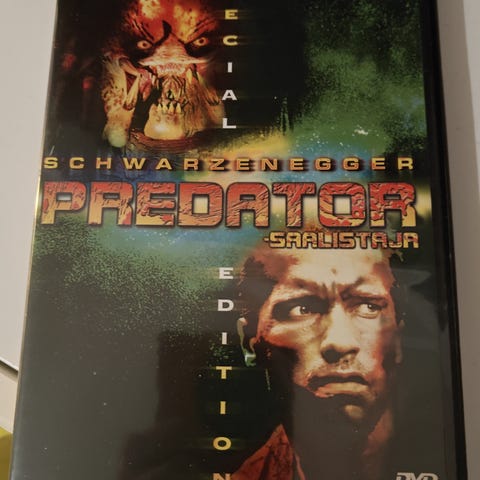 ECIAL
SCHWARZENEGGER
PREDATOR
-SAALISTAJA
EDITION
DVD